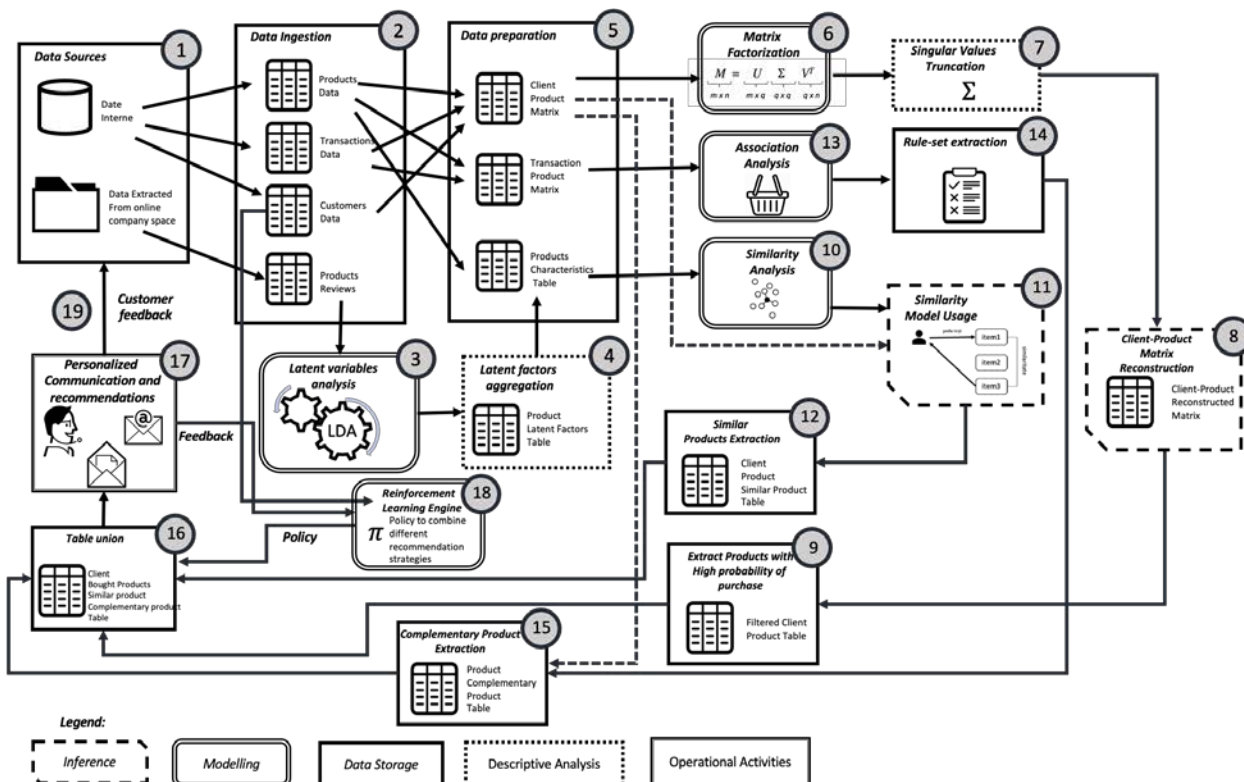 1
Data Sources
Date
Interne
Data Extracted
From online
company space
2
Data Ingestion
Products
Data
Transactions
Data
Customers
Data
Products
Reviews
5
Data preparation
Client
Product
Matrix
Transaction
Product
Matrix
Products
Characteristics
Table
6
Matrix
Factorization
M = U Σ V^T
m x n m x q q x q q x n
7
Singular Values
Truncation
Σ
13
Association
Analysis
14
Rule-set extraction
10
Similarity
Analysis
11
Similarity
Model Usage
item1
item2
item3
8
Client-Product
Matrix
Reconstruction
Client-Product
Reconstructed
Matrix
19
Customer
feedback
17
Personalized
Communication and
recommendations
@
Feedback
3
Latent variables
analysis
LDA
4
Latent factors
aggregation
Product
Latent Factors
Table
12
Similar
Products Extraction
Client
Product
Similar Product
Table
18
Reinforcement
Learning Engine
π
Policy to combine
different
recommendation
strategies
Policy
16
Table union
Client
Bought Products
Similar product
Complementary product
Table
9
Extract Products with
High probability of
purchase
Filtered Client
Product Table
15
Complementary Product
Extraction
Product
Complementary
Product
Table
Legend:
Inference
Modelling
Data Storage
Descriptive Analysis
Operational Activities